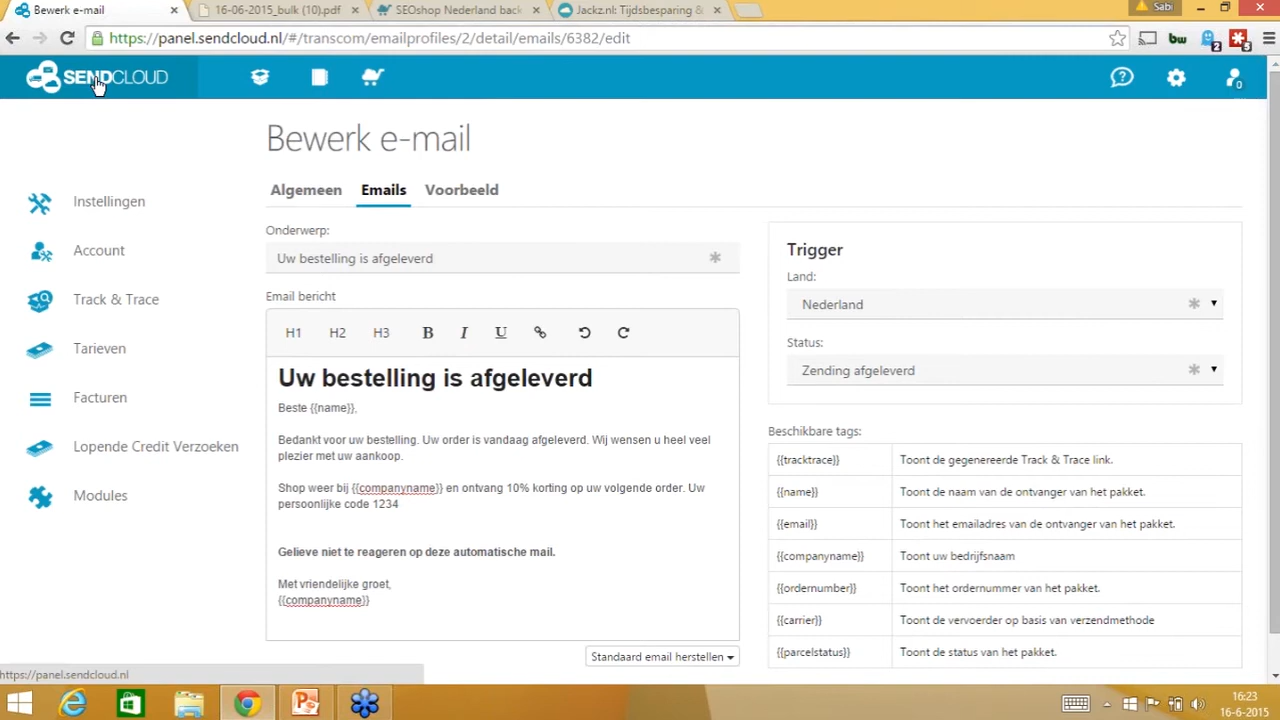 Bewerk e-mail
16-06-2015_bulk (10).pdf
SEOshop Nederland back
Jackz.nl: Tijdsbesparing &
Sabi
https://panel.sendcloud.nl/#/transcom/emailprofiles/2/detail/emails/6382/edit
bw
2
5
SENDCLOUD
0
Bewerk e-mail
Algemeen
Emails
Voorbeeld
Instellingen
Account
Track & Trace
Tarieven
Facturen
Lopende Credit Verzoeken
Modules
Onderwerp:
Uw bestelling is afgeleverd
Email bericht
H1 H2 H3 B I U
Uw bestelling is afgeleverd
Beste {{name}},
Bedankt voor uw bestelling. Uw order is vandaag afgeleverd. Wij wensen u heel veel
plezier met uw aankoop.
Shop weer bij {{companyname}} en ontvang 10% korting op uw volgende order. Uw
persoonlijke code 1234
Gelieve niet te reageren op deze automatische mail.
Met vriendelijke groet,
{{companyname}}
Standaard email herstellen
Trigger
Land:
Nederland
Status:
Zending afgeleverd
Beschikbare tags:
{{tracktrace}} Toont de gegenereerde Track & Trace link.
{{name}} Toont de naam van de ontvanger van het pakket.
{{email}} Toont het emailadres van de ontvanger van het pakket.
{{companyname}} Toont uw bedrijfsnaam
{{ordernumber}} Toont het ordernummer van het pakket.
{{carrier}} Toont de vervoerder op basis van verzendmethode
{{parcelstatus}} Toont de status van het pakket.
https://panel.sendcloud.nl
16:23
16-6-2015